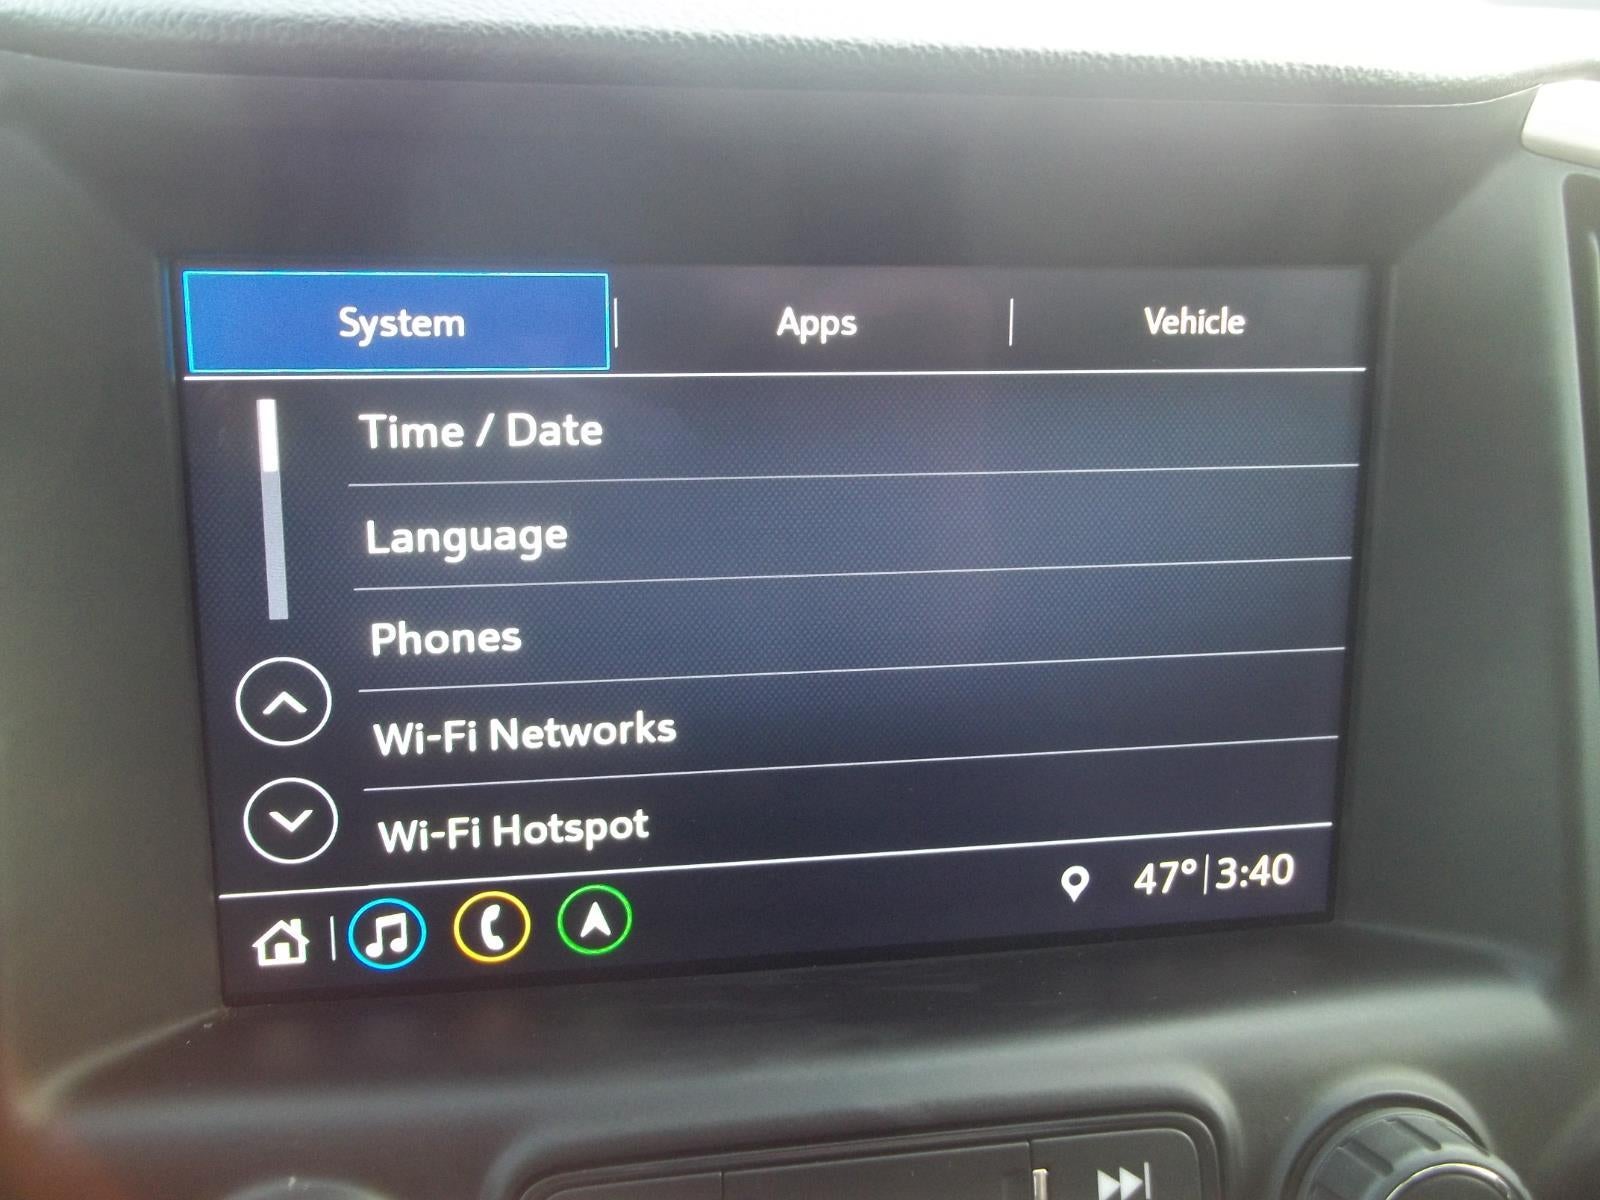 System | Apps | Vehicle
Time / Date
Language
Phones
Wi-Fi Networks
Wi-Fi Hotspot
47° | 3:40